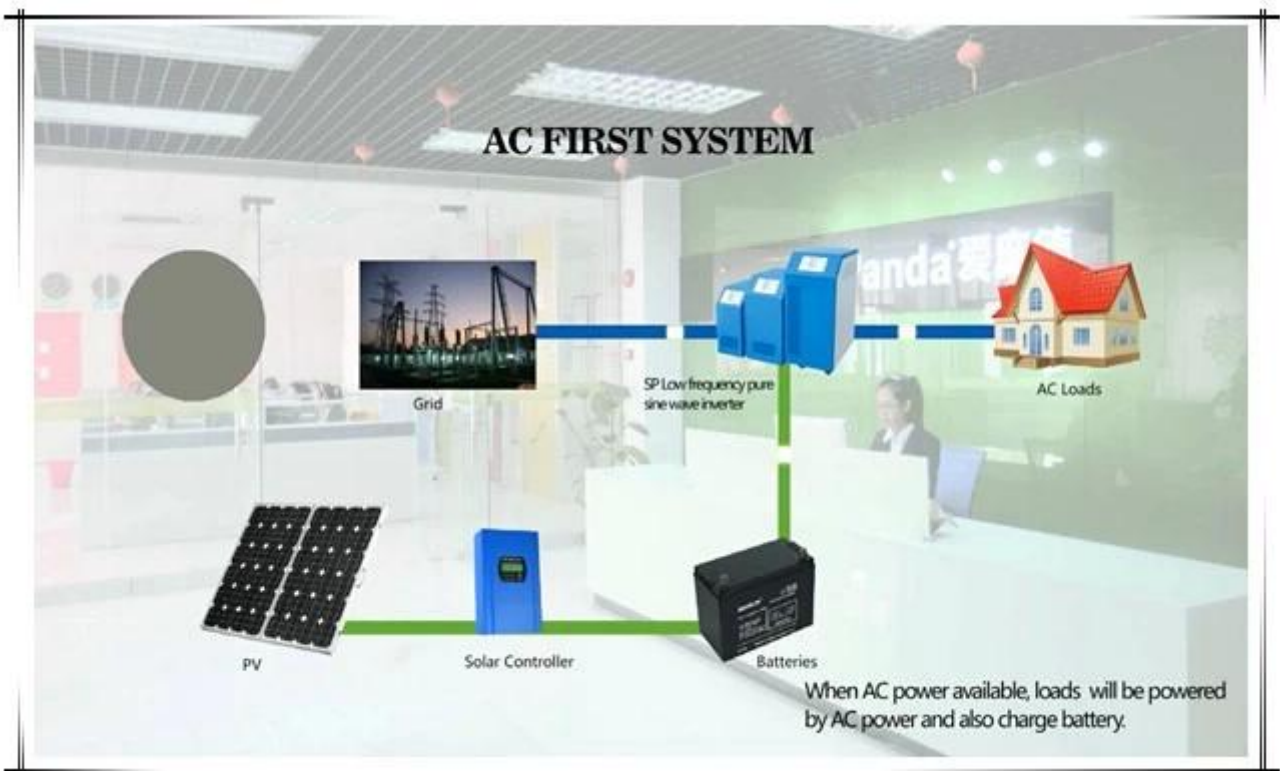 AC FIRST SYSTEM
anda
Grid
SP Low frequency pure
sine wave inverter
AC Loads
PV
Solar Controller
Batteries
When AC power available, loads will be powered
by AC power and also charge battery.